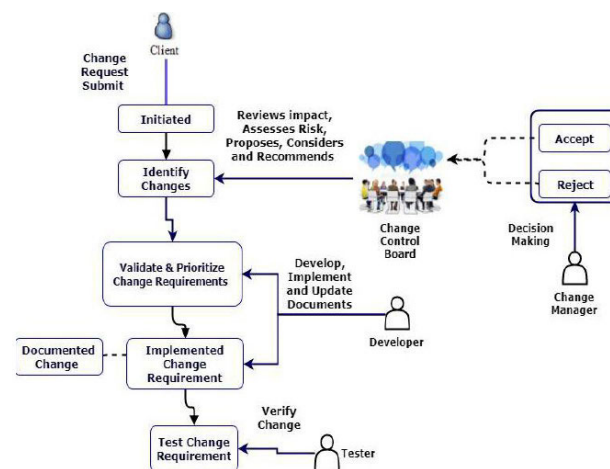 Client
Change
Request
Submit
Initiated
Identify
Changes
Reviews impact,
Assesses Risk,
Proposes, Considers
and Recommends
Change
Control
Board
Accept
Reject
Decision
Making
Change
Manager
Validate & Prioritize
Change Requirements
Develop,
Implement
and Update
Documents
Developer
Documented
Change
Implemented
Change
Requirement
Verify
Change
Test Change
Requirement
Tester